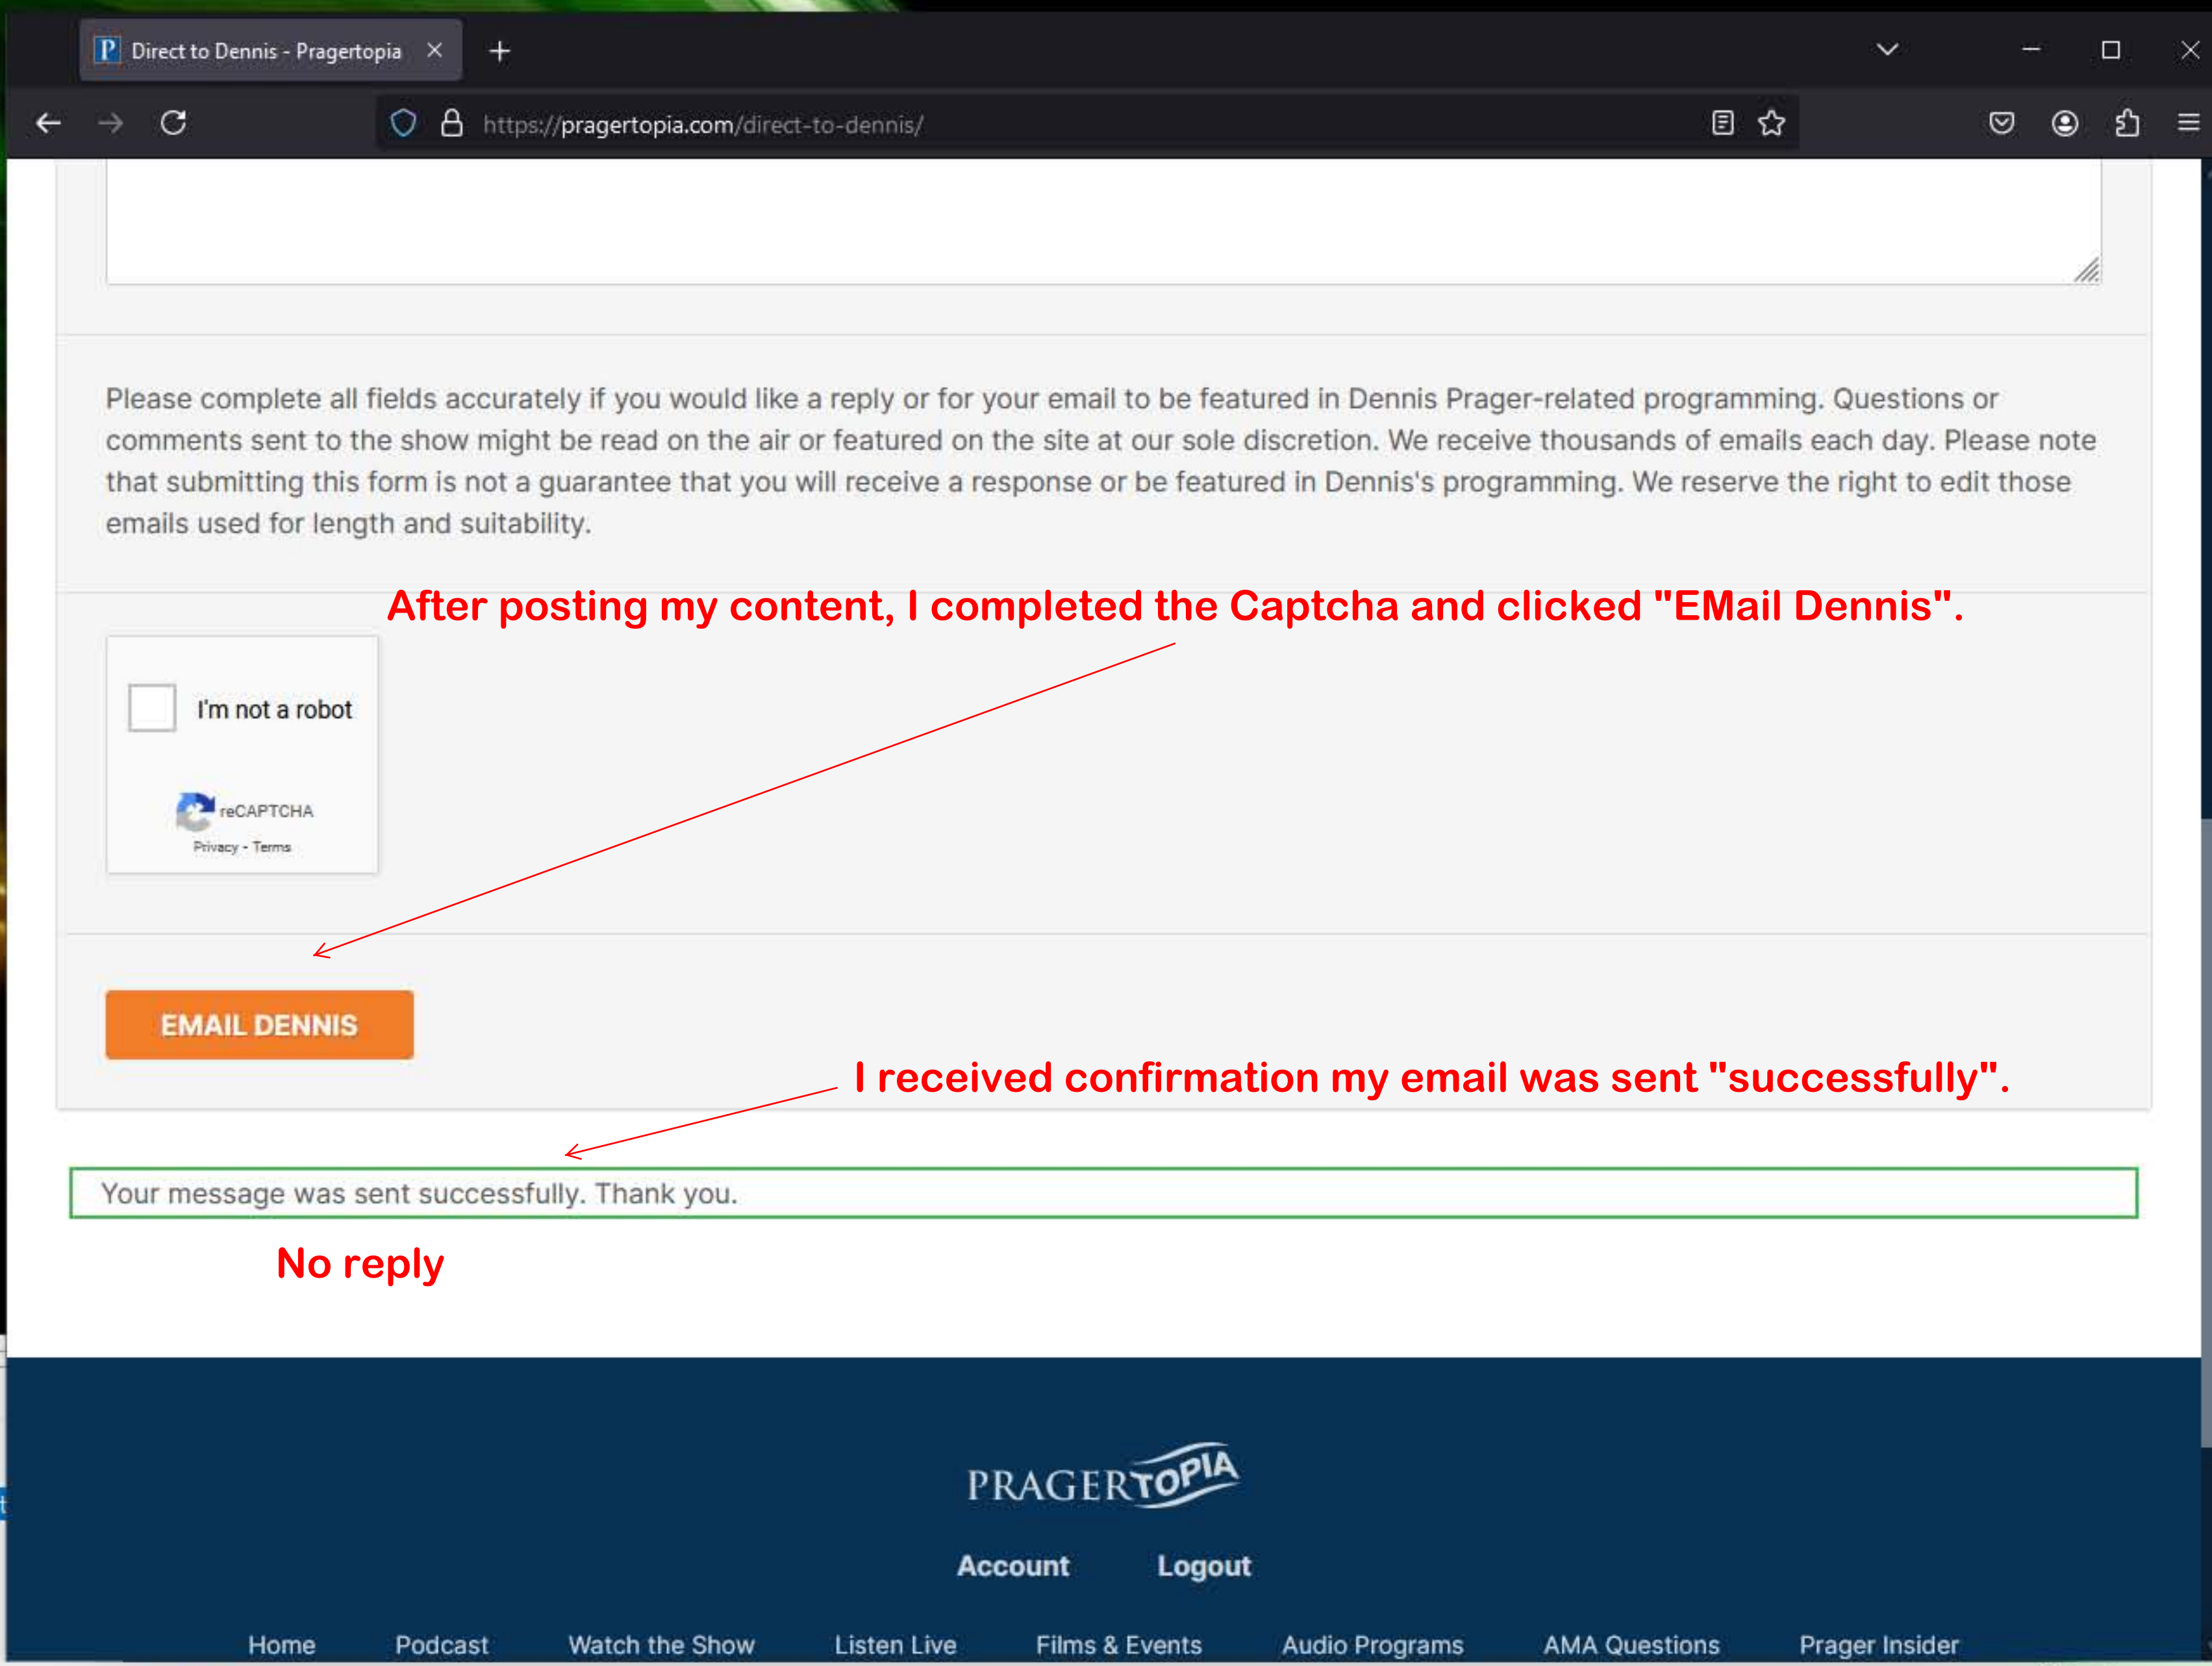 Direct to Dennis - Pragertopia
https://pragertopia.com/direct-to-dennis/
Please complete all fields accurately if you would like a reply or for your email to be featured in Dennis Prager-related programming. Questions or
comments sent to the show might be read on the air or featured on the site at our sole discretion. We receive thousands of emails each day. Please note
that submitting this form is not a guarantee that you will receive a response or be featured in Dennis's programming. We reserve the right to edit those
emails used for length and suitability.
After posting my content, I completed the Captcha and clicked "EMail Dennis".
I'm not a robot
reCAPTCHA
Privacy - Terms
EMAIL DENNIS
I received confirmation my email was sent "successfully".
Your message was sent successfully. Thank you.
No reply
PRAGERTOPIA
Account Logout
Home Podcast Watch the Show Listen Live Films & Events Audio Programs AMA Questions Prager Insider